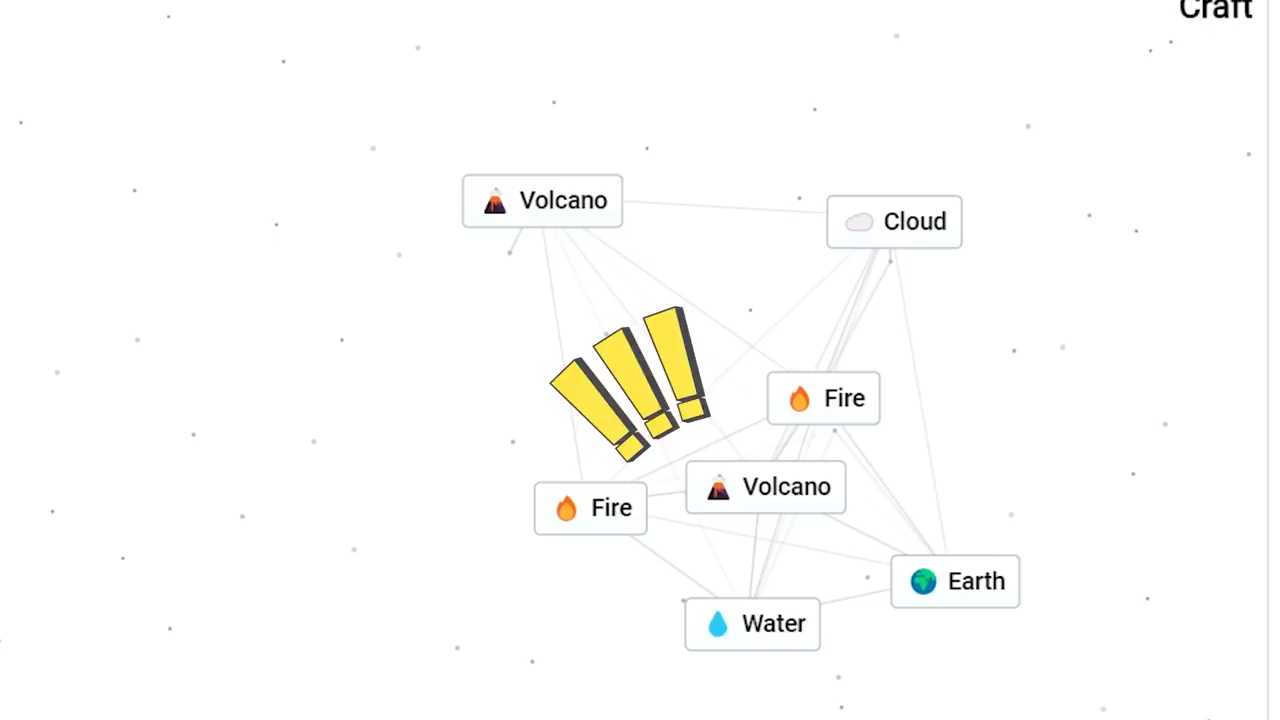 Craft
Volcano
Cloud
Fire
Volcano
Fire
Earth
Water